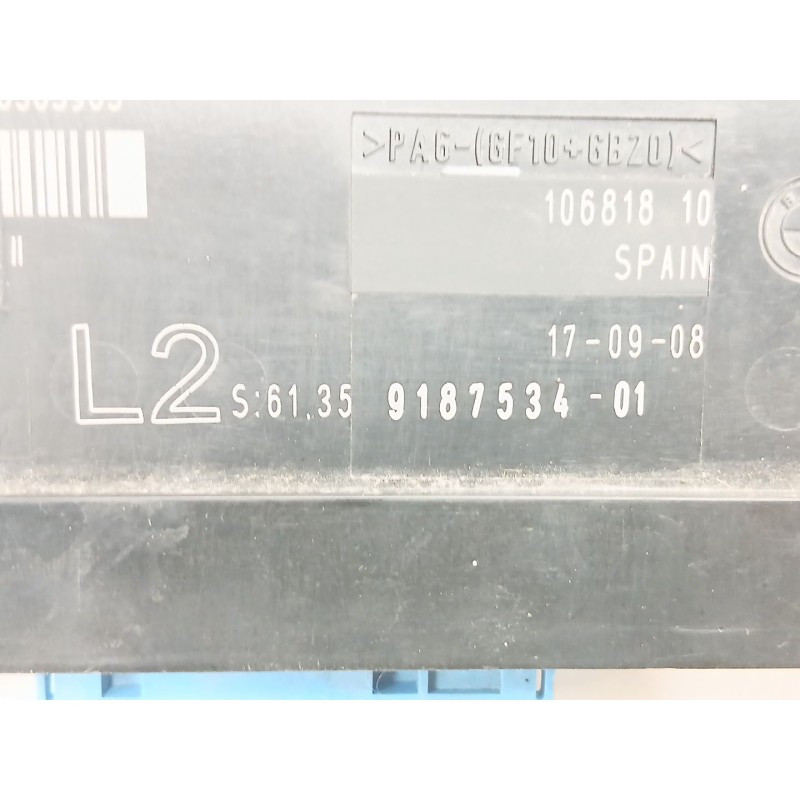 >PA6-(GF10+GB20)<
106818 10
SPAIN
17-09-08
L2 S:61.35 9187534-01